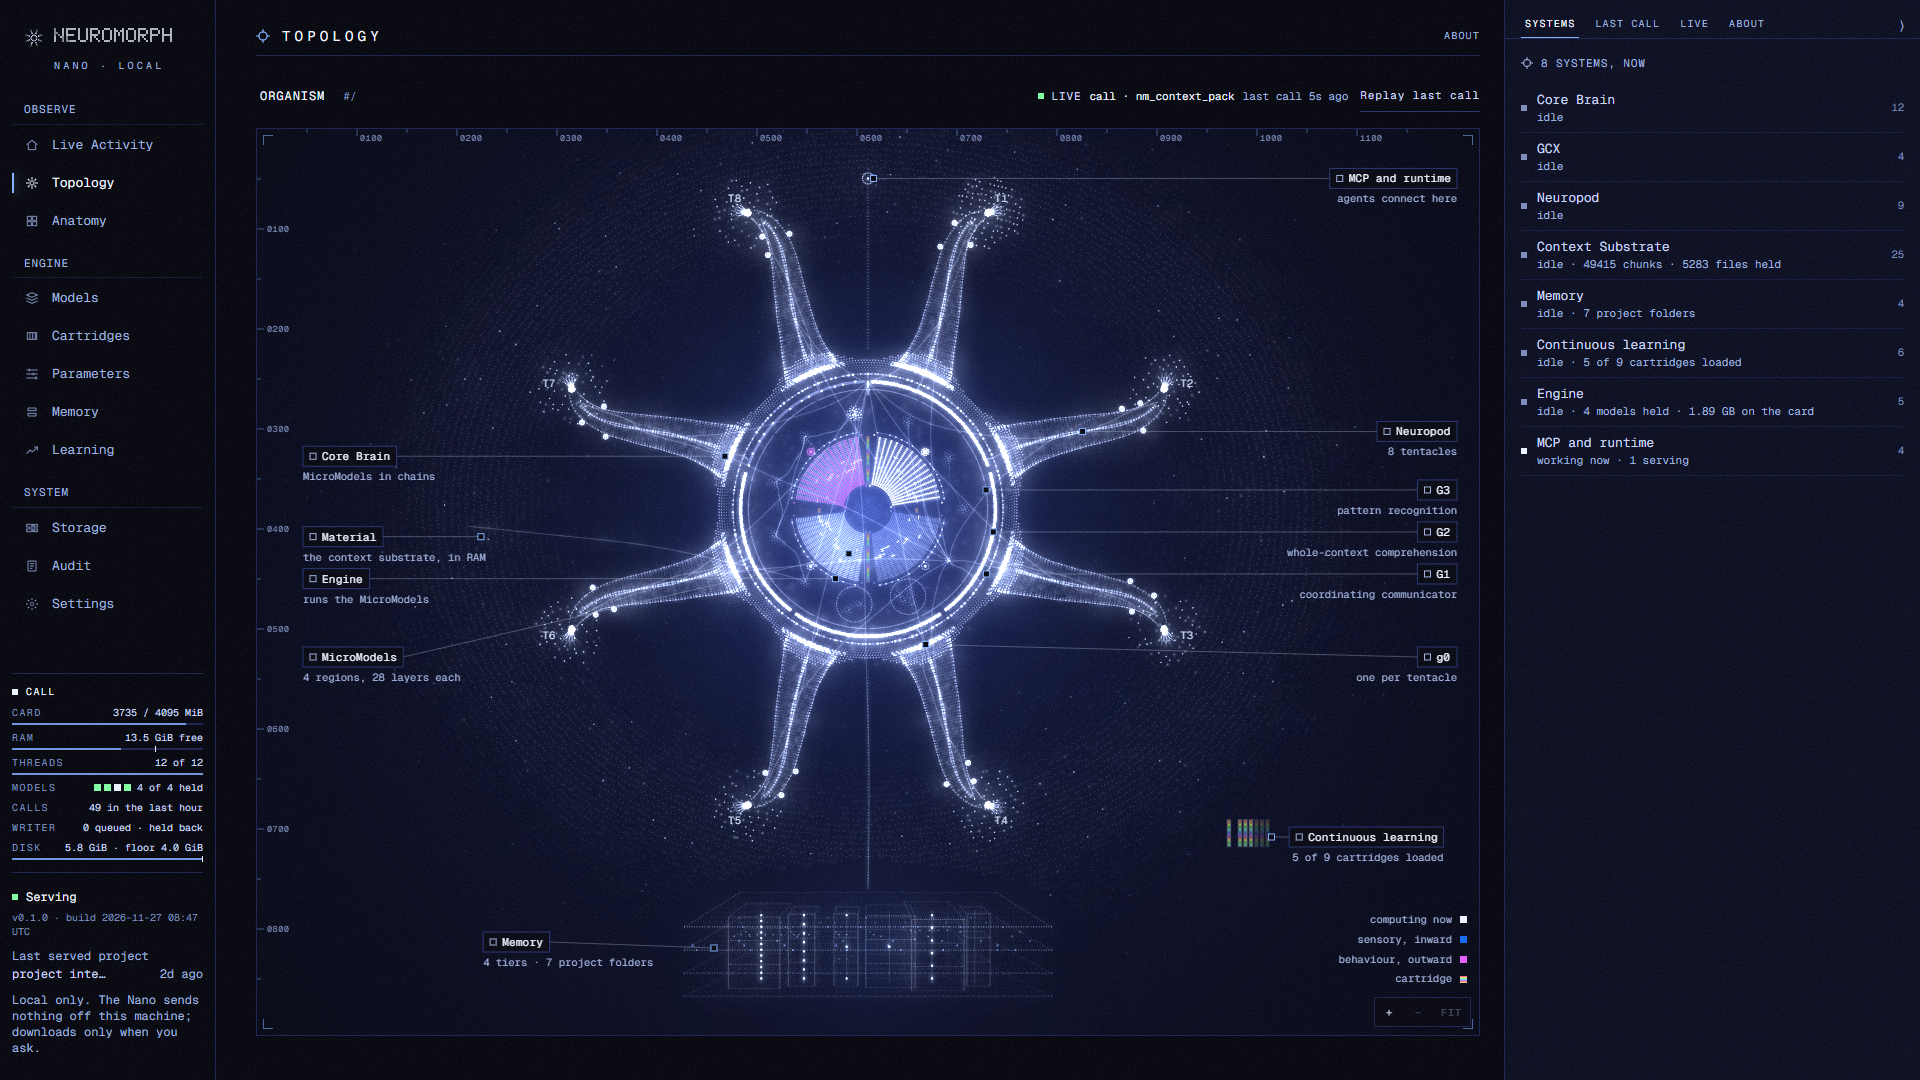 NEUROMORPH
NANO · LOCAL
OBSERVE
Live Activity
Topology
Anatomy
ENGINE
Models
Cartridges
Parameters
Memory
Learning
SYSTEM
Storage
Audit
Settings
CALL
CARD 3735 / 4095 MiB
RAM 13.5 GiB free
THREADS 12 of 12
MODELS 4 of 4 held
CALLS 49 in the last hour
WRITER 0 queued · held back
DISK 5.8 GiB · floor 4.0 GiB
Serving
v0.1.0 · build 2026-11-27 08:47
UTC
Last served project
project inte… 2d ago
Local only. The Nano sends
nothing off this machine;
downloads only when you
ask.
TOPOLOGY
ABOUT
ORGANISM #/
LIVE call · nm_context_pack last call 5s ago Replay last call
0100 0200 0300 0400 0500 0600 0700 0800 0900 1000 1100
MCP and runtime
agents connect here
T8
T1
0100
0200
T7
T2
0300
Neuropod
8 tentacles
Core Brain
MicroModels in chains
G3
pattern recognition
0400
G2
whole-context comprehension
Material
the context substrate, in RAM
G1
coordinating communicator
Engine
runs the MicroModels
0500
T6
T3
MicroModels
4 regions, 28 layers each
g0
one per tentacle
0600
0700
T5
T4
Continuous learning
5 of 9 cartridges loaded
0800
Memory
4 tiers · 7 project folders
computing now
sensory, inward
behaviour, outward
cartridge
+ − FIT
SYSTEMS LAST CALL LIVE ABOUT
8 SYSTEMS, NOW
Core Brain 12
idle
GCX 4
idle
Neuropod 9
idle
Context Substrate 25
idle · 49415 chunks · 5283 files held
Memory 4
idle · 7 project folders
Continuous learning 6
idle · 5 of 9 cartridges loaded
Engine 5
idle · 4 models held · 1.89 GB on the card
MCP and runtime 4
working now · 1 serving